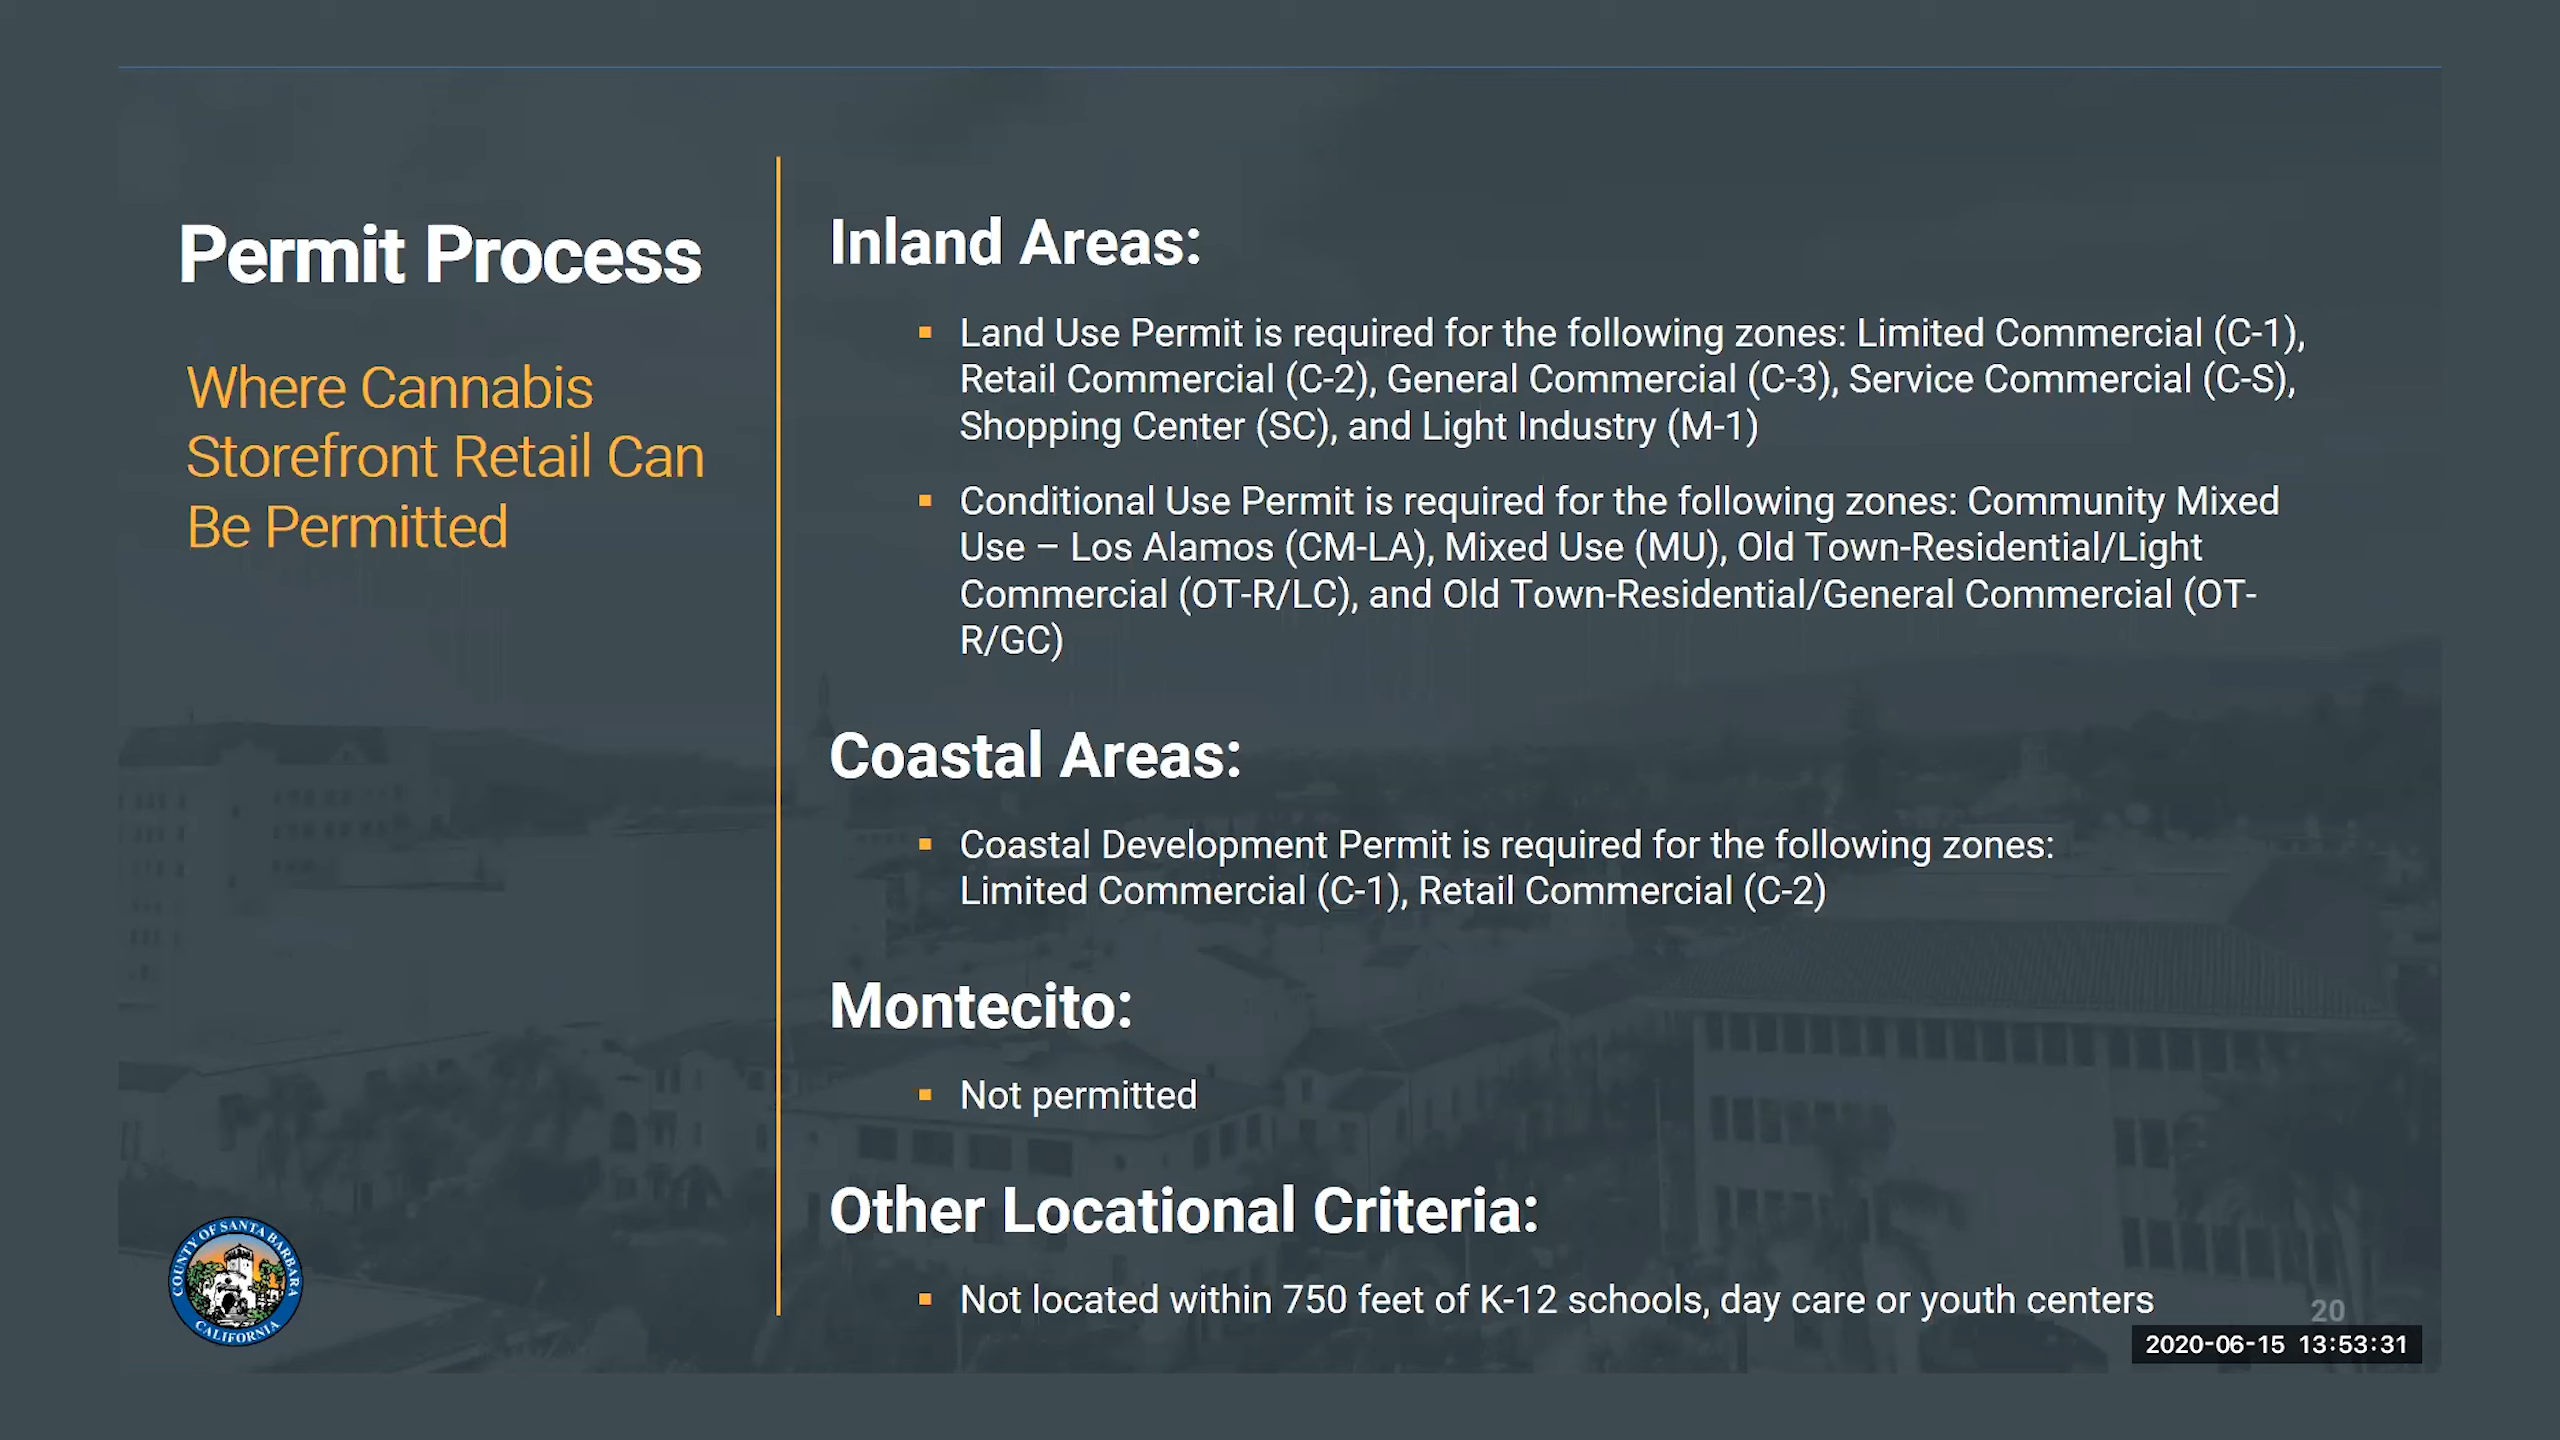 Permit Process
Where Cannabis
Storefront Retail Can
Be Permitted
Inland Areas:
Land Use Permit is required for the following zones: Limited Commercial (C-1),
Retail Commercial (C-2), General Commercial (C-3), Service Commercial (C-S),
Shopping Center (SC), and Light Industry (M-1)
Conditional Use Permit is required for the following zones: Community Mixed
Use – Los Alamos (CM-LA), Mixed Use (MU), Old Town-Residential/Light
Commercial (OT-R/LC), and Old Town-Residential/General Commercial (OT-
R/GC)
Coastal Areas:
Coastal Development Permit is required for the following zones:
Limited Commercial (C-1), Retail Commercial (C-2)
Montecito:
Not permitted
Other Locational Criteria:
Not located within 750 feet of K-12 schools, day care or youth centers
COUNTY OF SANTA BARBARA
CALIFORNIA
20
2020-06-15 13:53:31